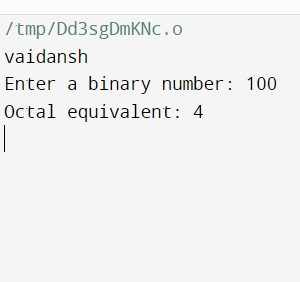 /tmp/Dd3sgDmKNc.o
vaidansh
Enter a binary number: 100
Octal equivalent: 4